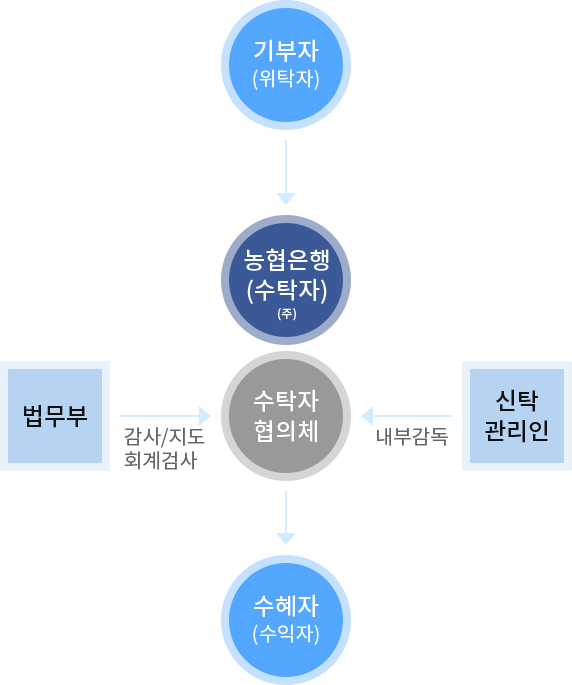 기부자
(위탁자)
농협은행
(수탁자)
(주)
법무부
감사/지도
회계검사
수탁자
협의체
내부감독
신탁
관리인
수혜자
(수익자)